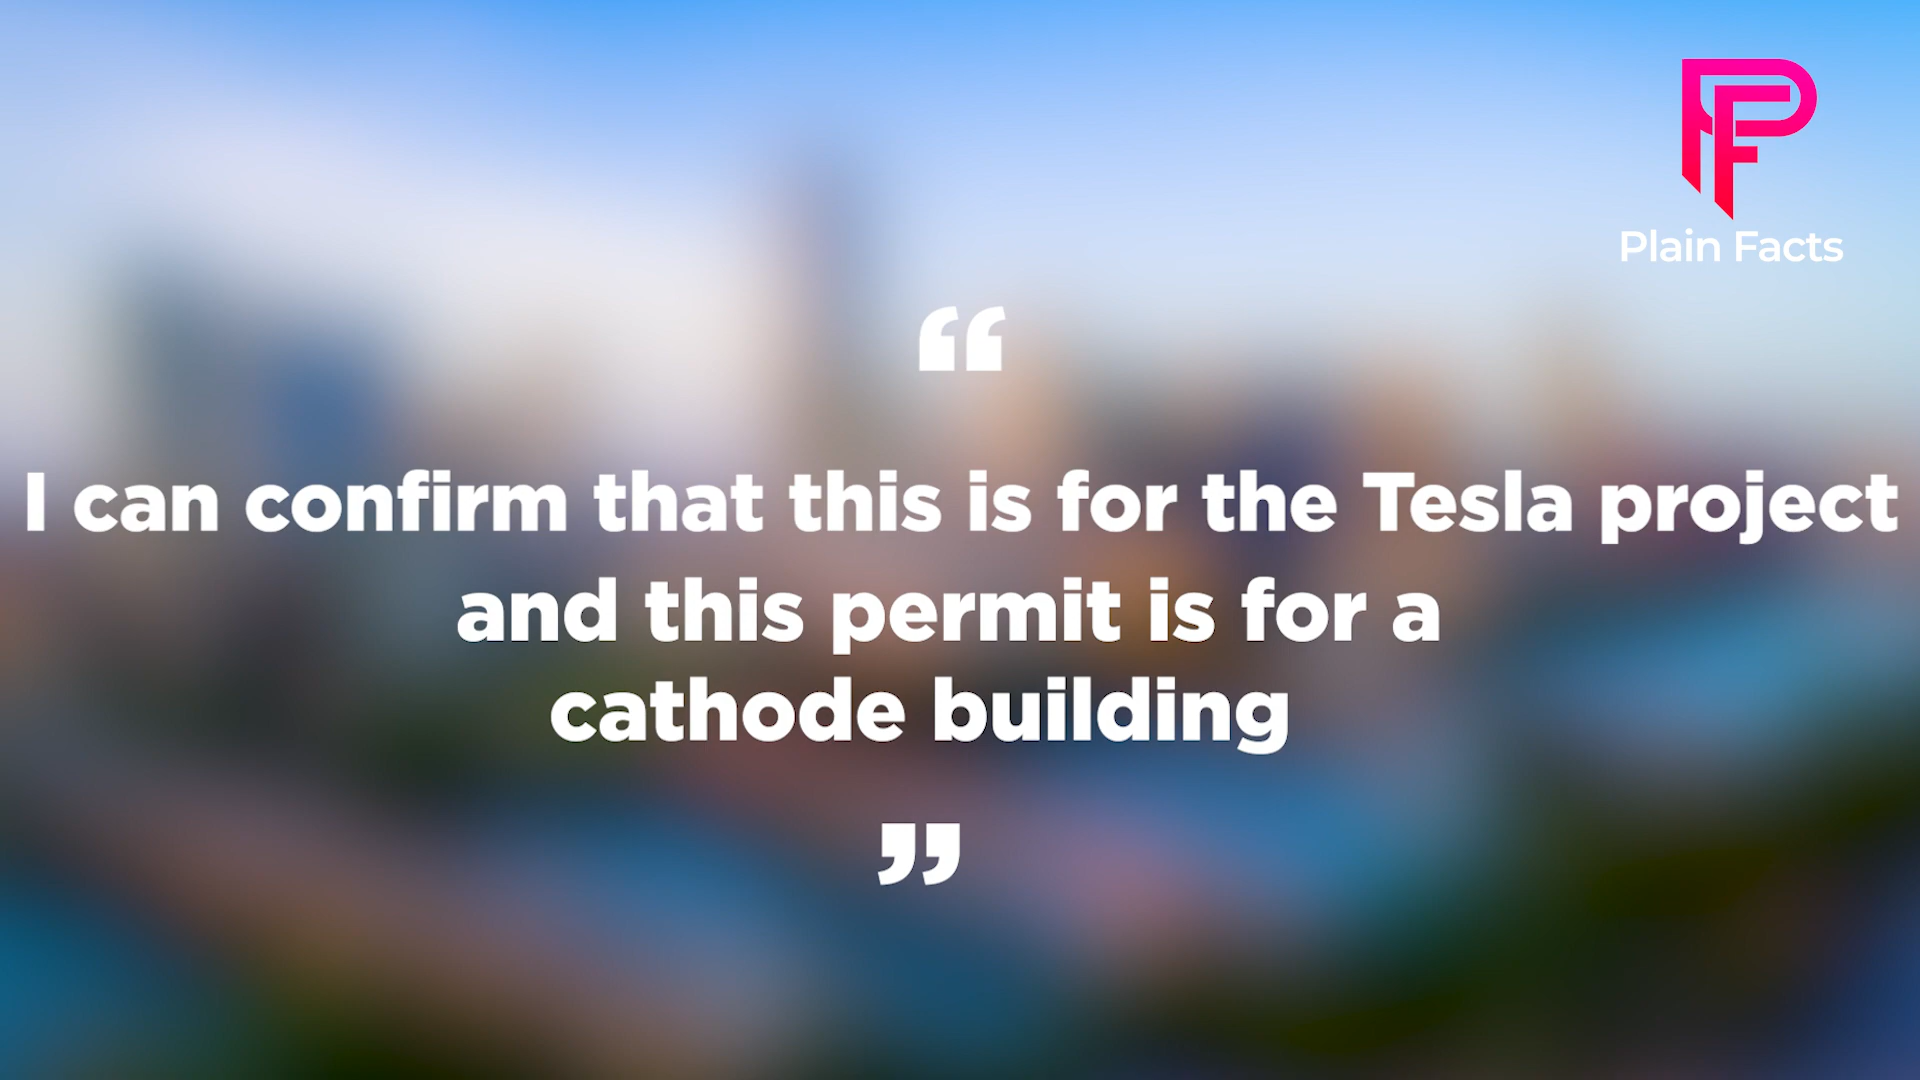 Plain Facts
“
I can confirm that this is for the Tesla project
and this permit is for a
cathode building
”